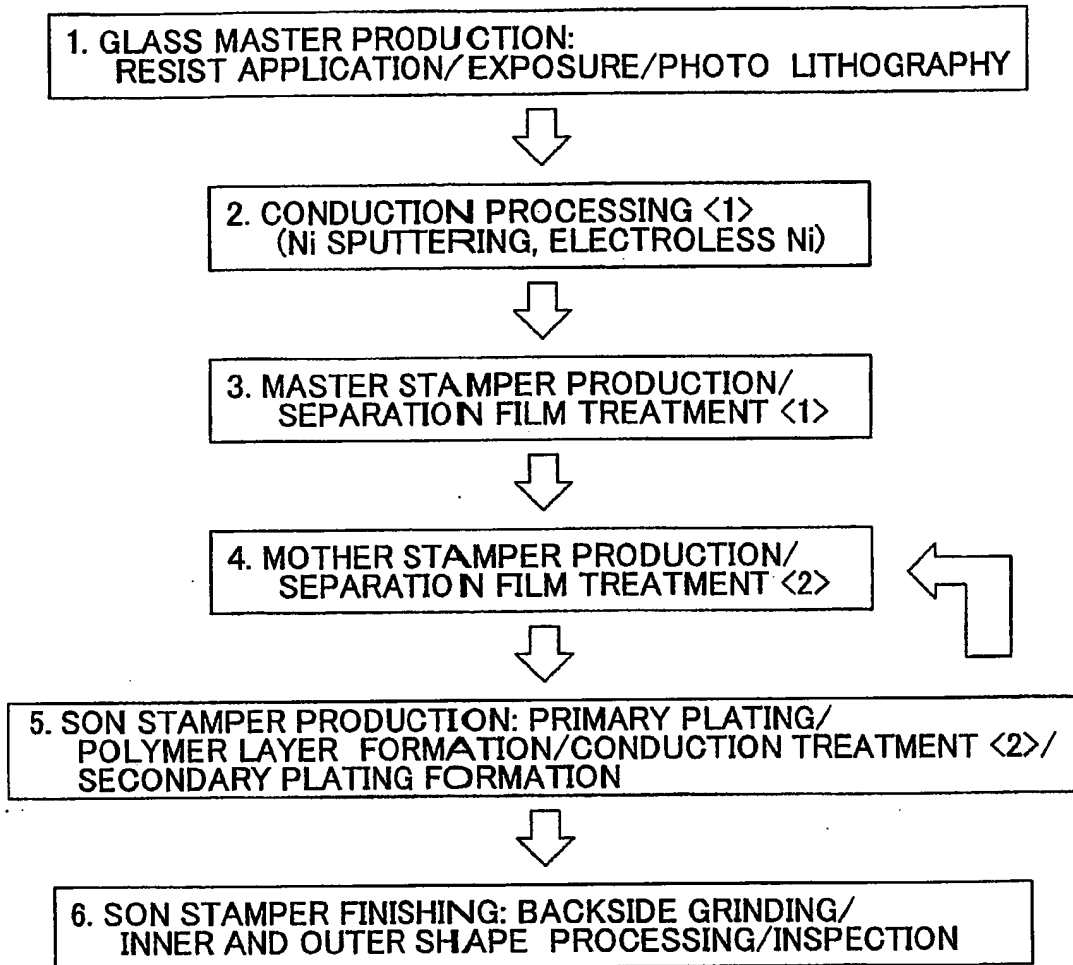 1. GLASS MASTER PRODUCTION:
RESIST APPLICATION/EXPOSURE/PHOTO LITHOGRAPHY
2. CONDUCTION PROCESSING <1>
(Ni SPUTTERING, ELECTROLESS Ni)
3. MASTER STAMPER PRODUCTION/
SEPARATION FILM TREATMENT <1>
4. MOTHER STAMPER PRODUCTION/
SEPARATION FILM TREATMENT <2>
5. SON STAMPER PRODUCTION: PRIMARY PLATING/
POLYMER LAYER FORMATION/CONDUCTION TREATMENT <2>/
SECONDARY PLATING FORMATION
6. SON STAMPER FINISHING: BACKSIDE GRINDING/
INNER AND OUTER SHAPE PROCESSING/INSPECTION